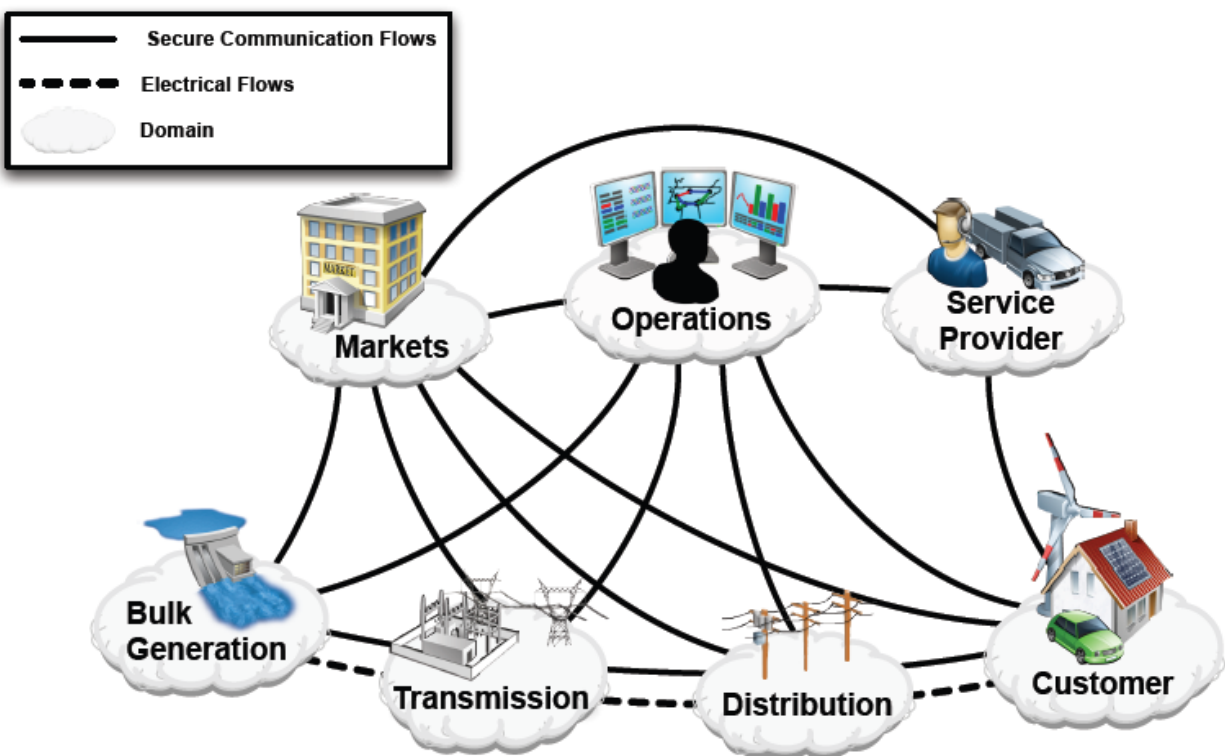 Secure Communication Flows
Electrical Flows
Domain
MARKET
Markets
Operations
Service
Provider
Bulk
Generation
Transmission
Distribution
Customer